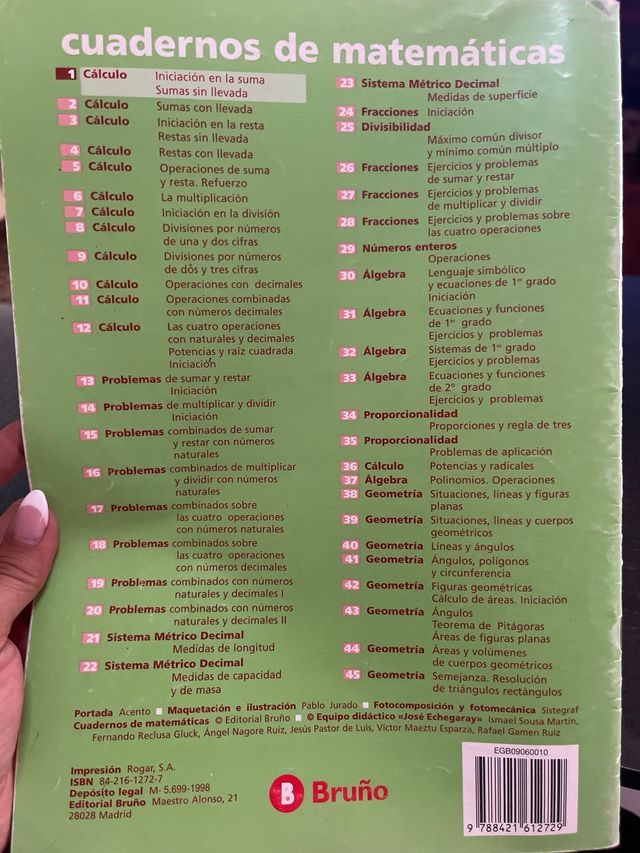 cuadernos de matemáticas
1 Cálculo Iniciación en la suma
Sumas sin llevada
2 Cálculo Sumas con llevada
3 Cálculo Iniciación en la resta
Restas sin llevada
4 Cálculo Restas con llevada
5 Cálculo Operaciones de suma
y resta. Refuerzo
6 Cálculo La multiplicación
7 Cálculo Iniciación en la división
8 Cálculo Divisiones por números
de una y dos cifras
9 Cálculo Divisiones por números
de dos y tres cifras
10 Cálculo Operaciones con decimales
11 Cálculo Operaciones combinadas
con números decimales
12 Cálculo Las cuatro operaciones
con naturales y decimales
Potencias y raíz cuadrada
Iniciación
13 Problemas de sumar y restar
Iniciación
14 Problemas de multiplicar y dividir
Iniciación
15 Problemas combinados de sumar
y restar con números
naturales
16 Problemas combinados de multiplicar
y dividir con números
naturales
17 Problemas combinados sobre
las cuatro operaciones
con números naturales
18 Problemas combinados sobre
las cuatro operaciones
con números decimales
19 Problemas combinados con números
naturales y decimales I
20 Problemas combinados con números
naturales y decimales II
21 Sistema Métrico Decimal
Medidas de longitud
22 Sistema Métrico Decimal
Medidas de capacidad
y de masa
23 Sistema Métrico Decimal
Medidas de superficie
24 Fracciones Iniciación
25 Divisibilidad
Máximo común divisor
y mínimo común múltiplo
26 Fracciones Ejercicios y problemas
de sumar y restar
27 Fracciones Ejercicios y problemas
de multiplicar y dividir
28 Fracciones Ejercicios y problemas sobre
las cuatro operaciones
29 Números enteros
Operaciones
30 Álgebra Lenguaje simbólico
y ecuaciones de 1er grado
Iniciación
31 Álgebra Ecuaciones y funciones
de 1er grado
Ejercicios y problemas
32 Álgebra Sistemas de 1er grado
Ejercicios y problemas
33 Álgebra Ecuaciones y funciones
de 2º grado
Ejercicios y problemas
34 Proporcionalidad
Proporciones y regla de tres
35 Proporcionalidad
Problemas de aplicación
36 Cálculo Potencias y radicales
37 Álgebra Polinomios. Operaciones
38 Geometría Situaciones, líneas y figuras
planas
39 Geometría Situaciones, líneas y cuerpos
geométricos
40 Geometría Líneas y ángulos
41 Geometría Ángulos, polígonos
y circunferencia
42 Geometría Figuras geométricas
Cálculo de áreas. Iniciación
43 Geometría Ángulos
Teorema de Pitágoras
Áreas de figuras planas
44 Geometría Áreas y volúmenes
de cuerpos geométricos
45 Geometría Semejanza. Resolución
de triángulos rectángulos
Portada Acento Maquetación e ilustración Pablo Jurado Fotocomposición y fotomecánica Sistegraf
Cuadernos de matemáticas © Editorial Bruño © Equipo didáctico «José Echegaray» Ismael Sousa Martín,
Fernando Reclusa Gluck, Ángel Nagore Ruiz, Jesús Pastor de Luis, Víctor Maeztu Esparza, Rafael Gamen Ruiz
Impresión Rogar, S.A.
ISBN 84-216-1272-7
Depósito legal M- 5.699-1998
Editorial Bruño Maestro Alonso, 21
28028 Madrid
B Bruño
EGB09060010
9 788421 612729